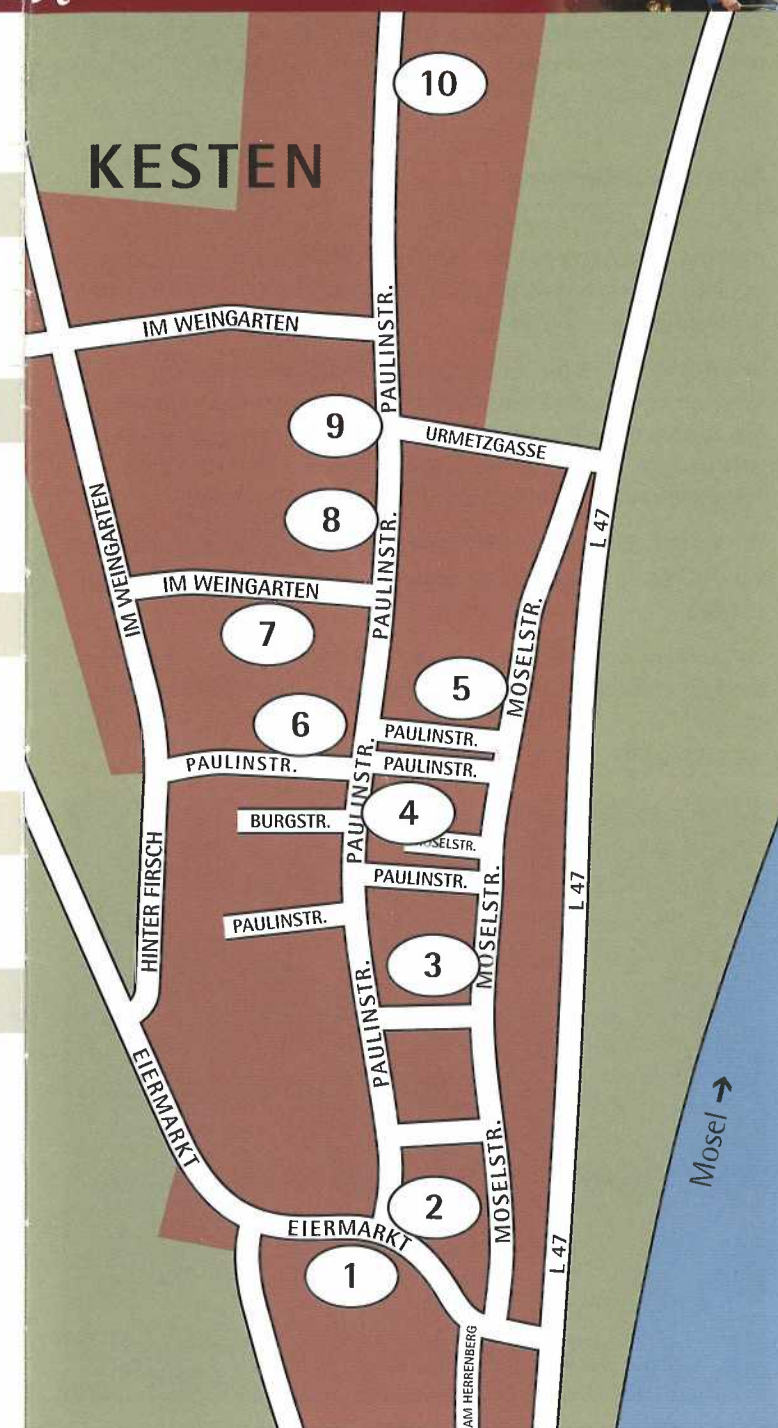 10
KESTEN
IM WEINGARTEN
PAULINSTR.
9
URMETZGASSE
8
PAULINSTR.
L 47
IM WEINGARTEN
IM WEINGARTEN
7
MOSELSTR.
5
6
PAULINSTR.
PAULINSTR.
PAULINSTR.
PAULINSTR.
4
BURGSTR.
MOSELSTR.
HINTER FIRSCH
PAULINSTR.
L 47
MOSELSTR.
PAULINSTR.
3
PAULINSTR.
EIERMARKT
Mosel →
MOSELSTR.
2
EIERMARKT
L 47
1
AM HERRENBERG